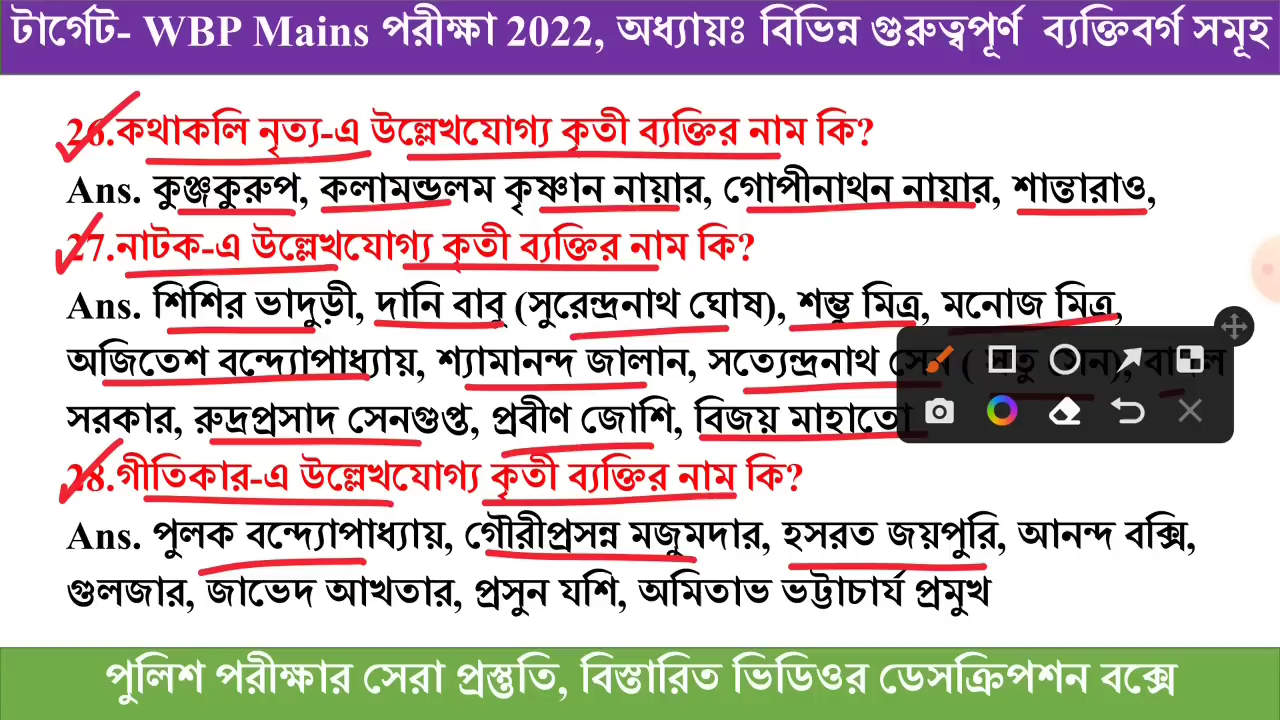 টার্গেট- WBP Mains পরীক্ষা 2022, অধ্যায়ঃ বিভিন্ন গুরুত্বপূর্ণ ব্যক্তিবর্গ সমূহ
26.কথাকলি নৃত্য-এ উল্লেখযোগ্য কৃতী ব্যক্তির নাম কি?
Ans. কুঞ্জকুরুপ, কলামন্ডলম কৃষ্ণান নায়ার, গোপীনাথন নায়ার, শান্তারাও,
27.নাটক-এ উল্লেখযোগ্য কৃতী ব্যক্তির নাম কি?
Ans. শিশির ভাদুড়ী, দানি বাবু (সুরেন্দ্রনাথ ঘোষ), শম্ভু মিত্র, মনোজ মিত্র,
অজিতেশ বন্দ্যোপাধ্যায়, শ্যামানন্দ জালান, সত্যেন্দ্রনাথ সেন (
সরকার, রুদ্রপ্রসাদ সেনগুপ্ত, প্রবীণ জোশি, বিজয় মাহাতো
28.গীতিকার-এ উল্লেখযোগ্য কৃতী ব্যক্তির নাম কি?
Ans. পুলক বন্দ্যোপাধ্যায়, গৌরীপ্রসন্ন মজুমদার, হসরত জয়পুরি, আনন্দ বক্সি,
গুলজার, জাভেদ আখতার, প্রসুন যশি, অমিতাভ ভট্টাচার্য প্রমুখ
পুলিশ পরীক্ষার সেরা প্রস্তুতি, বিস্তারিত ভিডিওর ডেসক্রিপশন বক্সে